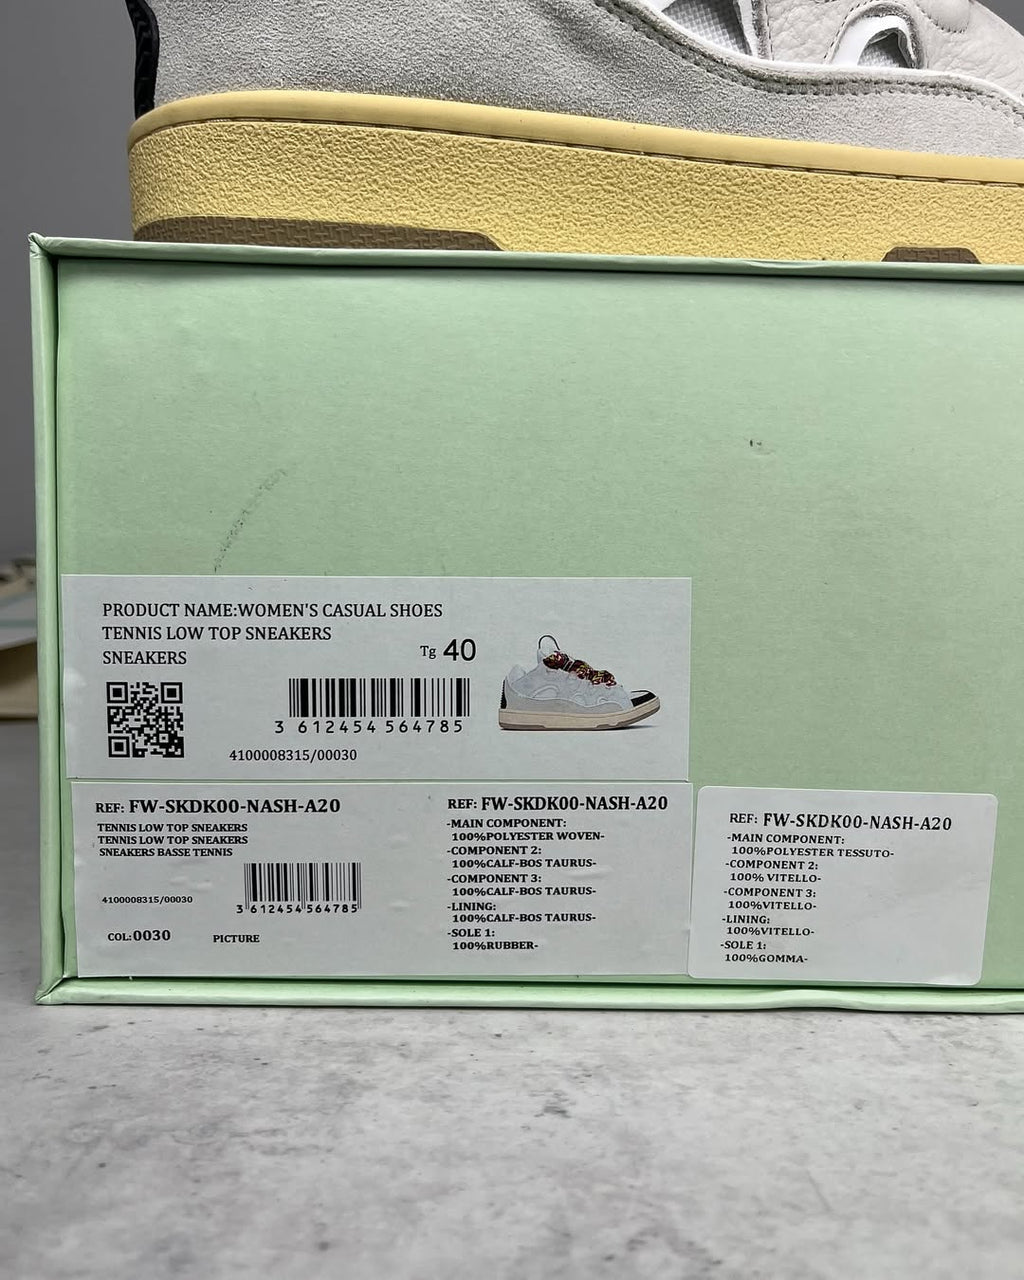 PRODUCT NAME:WOMEN'S CASUAL SHOES
TENNIS LOW TOP SNEAKERS
SNEAKERS
Tg 40
3 612454 564785
4100008315/00030
REF: FW-SKDK00-NASH-A20
TENNIS LOW TOP SNEAKERS
TENNIS LOW TOP SNEAKERS
SNEAKERS BASSE TENNIS
4100008315/00030
3 612454 564785
COL:0030
PICTURE
REF: FW-SKDK00-NASH-A20
-MAIN COMPONENT:
100%POLYESTER WOVEN-
-COMPONENT 2:
100%CALF-BOS TAURUS-
-COMPONENT 3:
100%CALF-BOS TAURUS-
-LINING:
100%CALF-BOS TAURUS-
-SOLE 1:
100%RUBBER-
REF: FW-SKDK00-NASH-A20
-MAIN COMPONENT:
100%POLYESTER TESSUTO-
-COMPONENT 2:
100% VITELLO-
-COMPONENT 3:
100%VITELLO-
-LINING:
100%VITELLO-
-SOLE 1:
100%GOMMA-